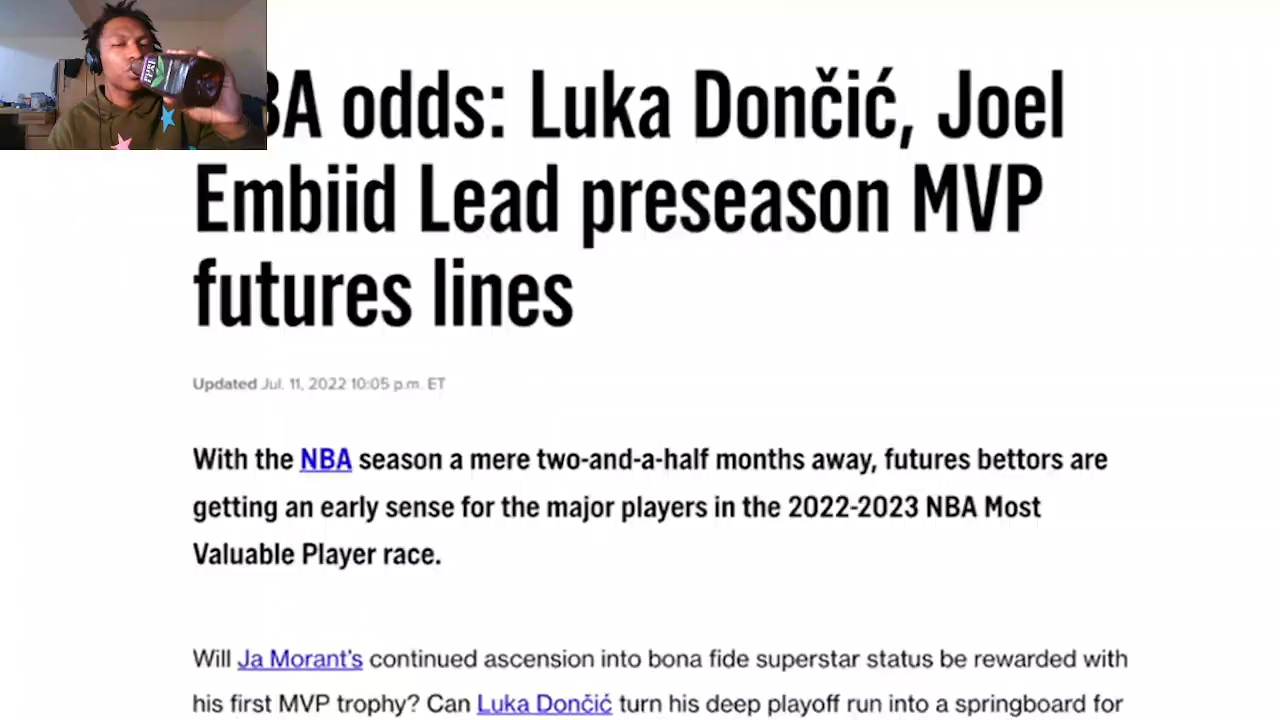 BA odds: Luka Dončić, Joel
Embiid Lead preseason MVP
futures lines
Updated Jul. 11, 2022 10:05 p.m. ET
With the NBA season a mere two-and-a-half months away, futures bettors are
getting an early sense for the major players in the 2022-2023 NBA Most
Valuable Player race.
Will Ja Morant's continued ascension into bona fide superstar status be rewarded with
his first MVP trophy? Can Luka Dončić turn his deep playoff run into a springboard for